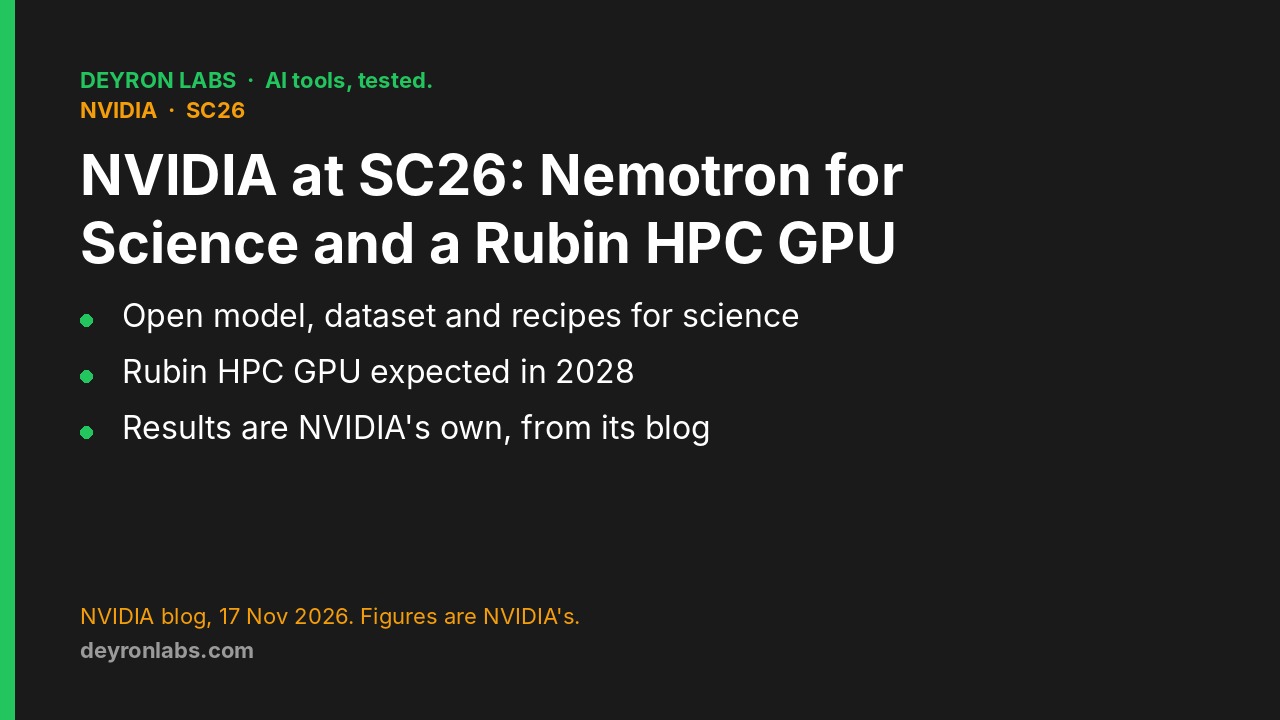 DEYRON LABS · AI tools, tested.
NVIDIA · SC26
NVIDIA at SC26: Nemotron for
Science and a Rubin HPC GPU
Open model, dataset and recipes for science
Rubin HPC GPU expected in 2028
Results are NVIDIA's own, from its blog
NVIDIA blog, 17 Nov 2026. Figures are NVIDIA's.
deyronlabs.com